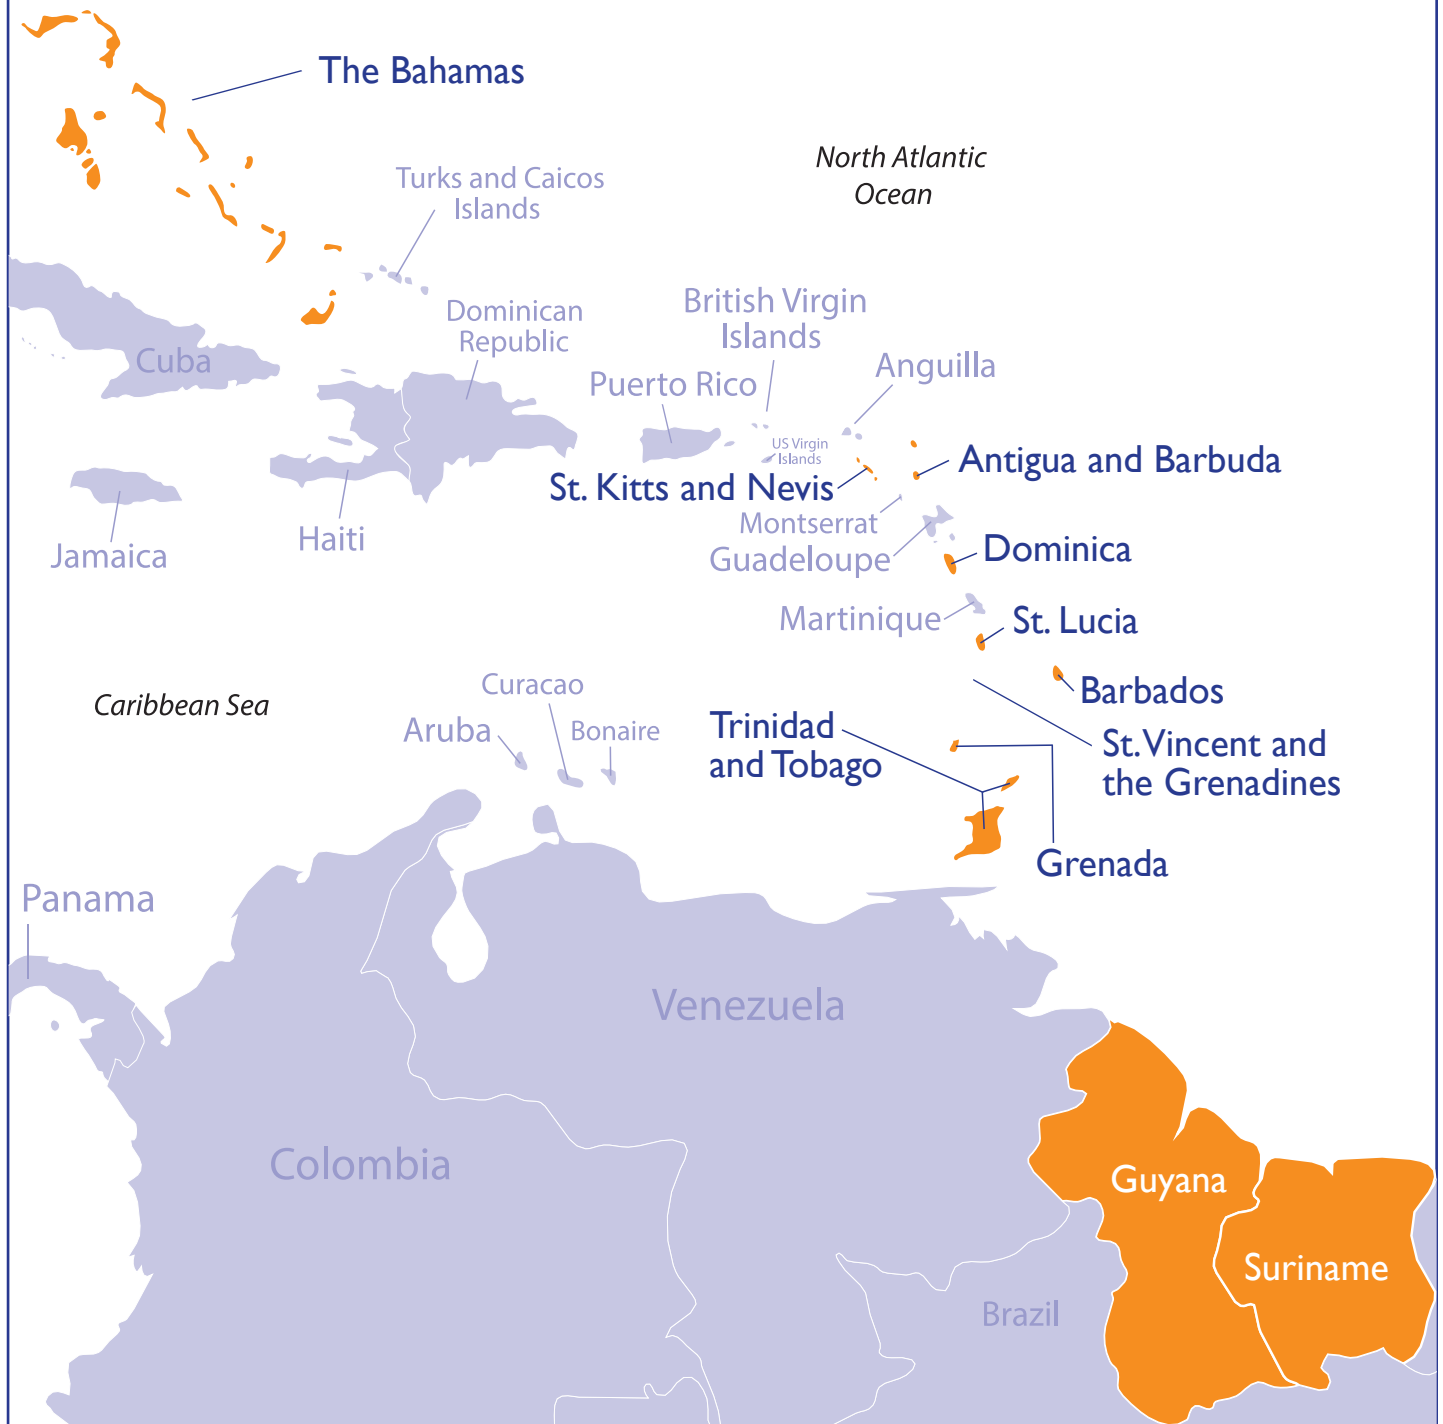 The Bahamas
North Atlantic
Ocean
Turks and Caicos
Islands
British Virgin
Islands
Dominican
Republic
Cuba
Anguilla
Puerto Rico
US Virgin
Islands
Antigua and Barbuda
St. Kitts and Nevis
Montserrat
Haiti
Jamaica
Guadeloupe
Dominica
Martinique
St. Lucia
Curacao
Barbados
Caribbean Sea
Aruba
Bonaire
Trinidad
and Tobago
St. Vincent and
the Grenadines
Grenada
Panama
Venezuela
Colombia
Guyana
Suriname
Brazil